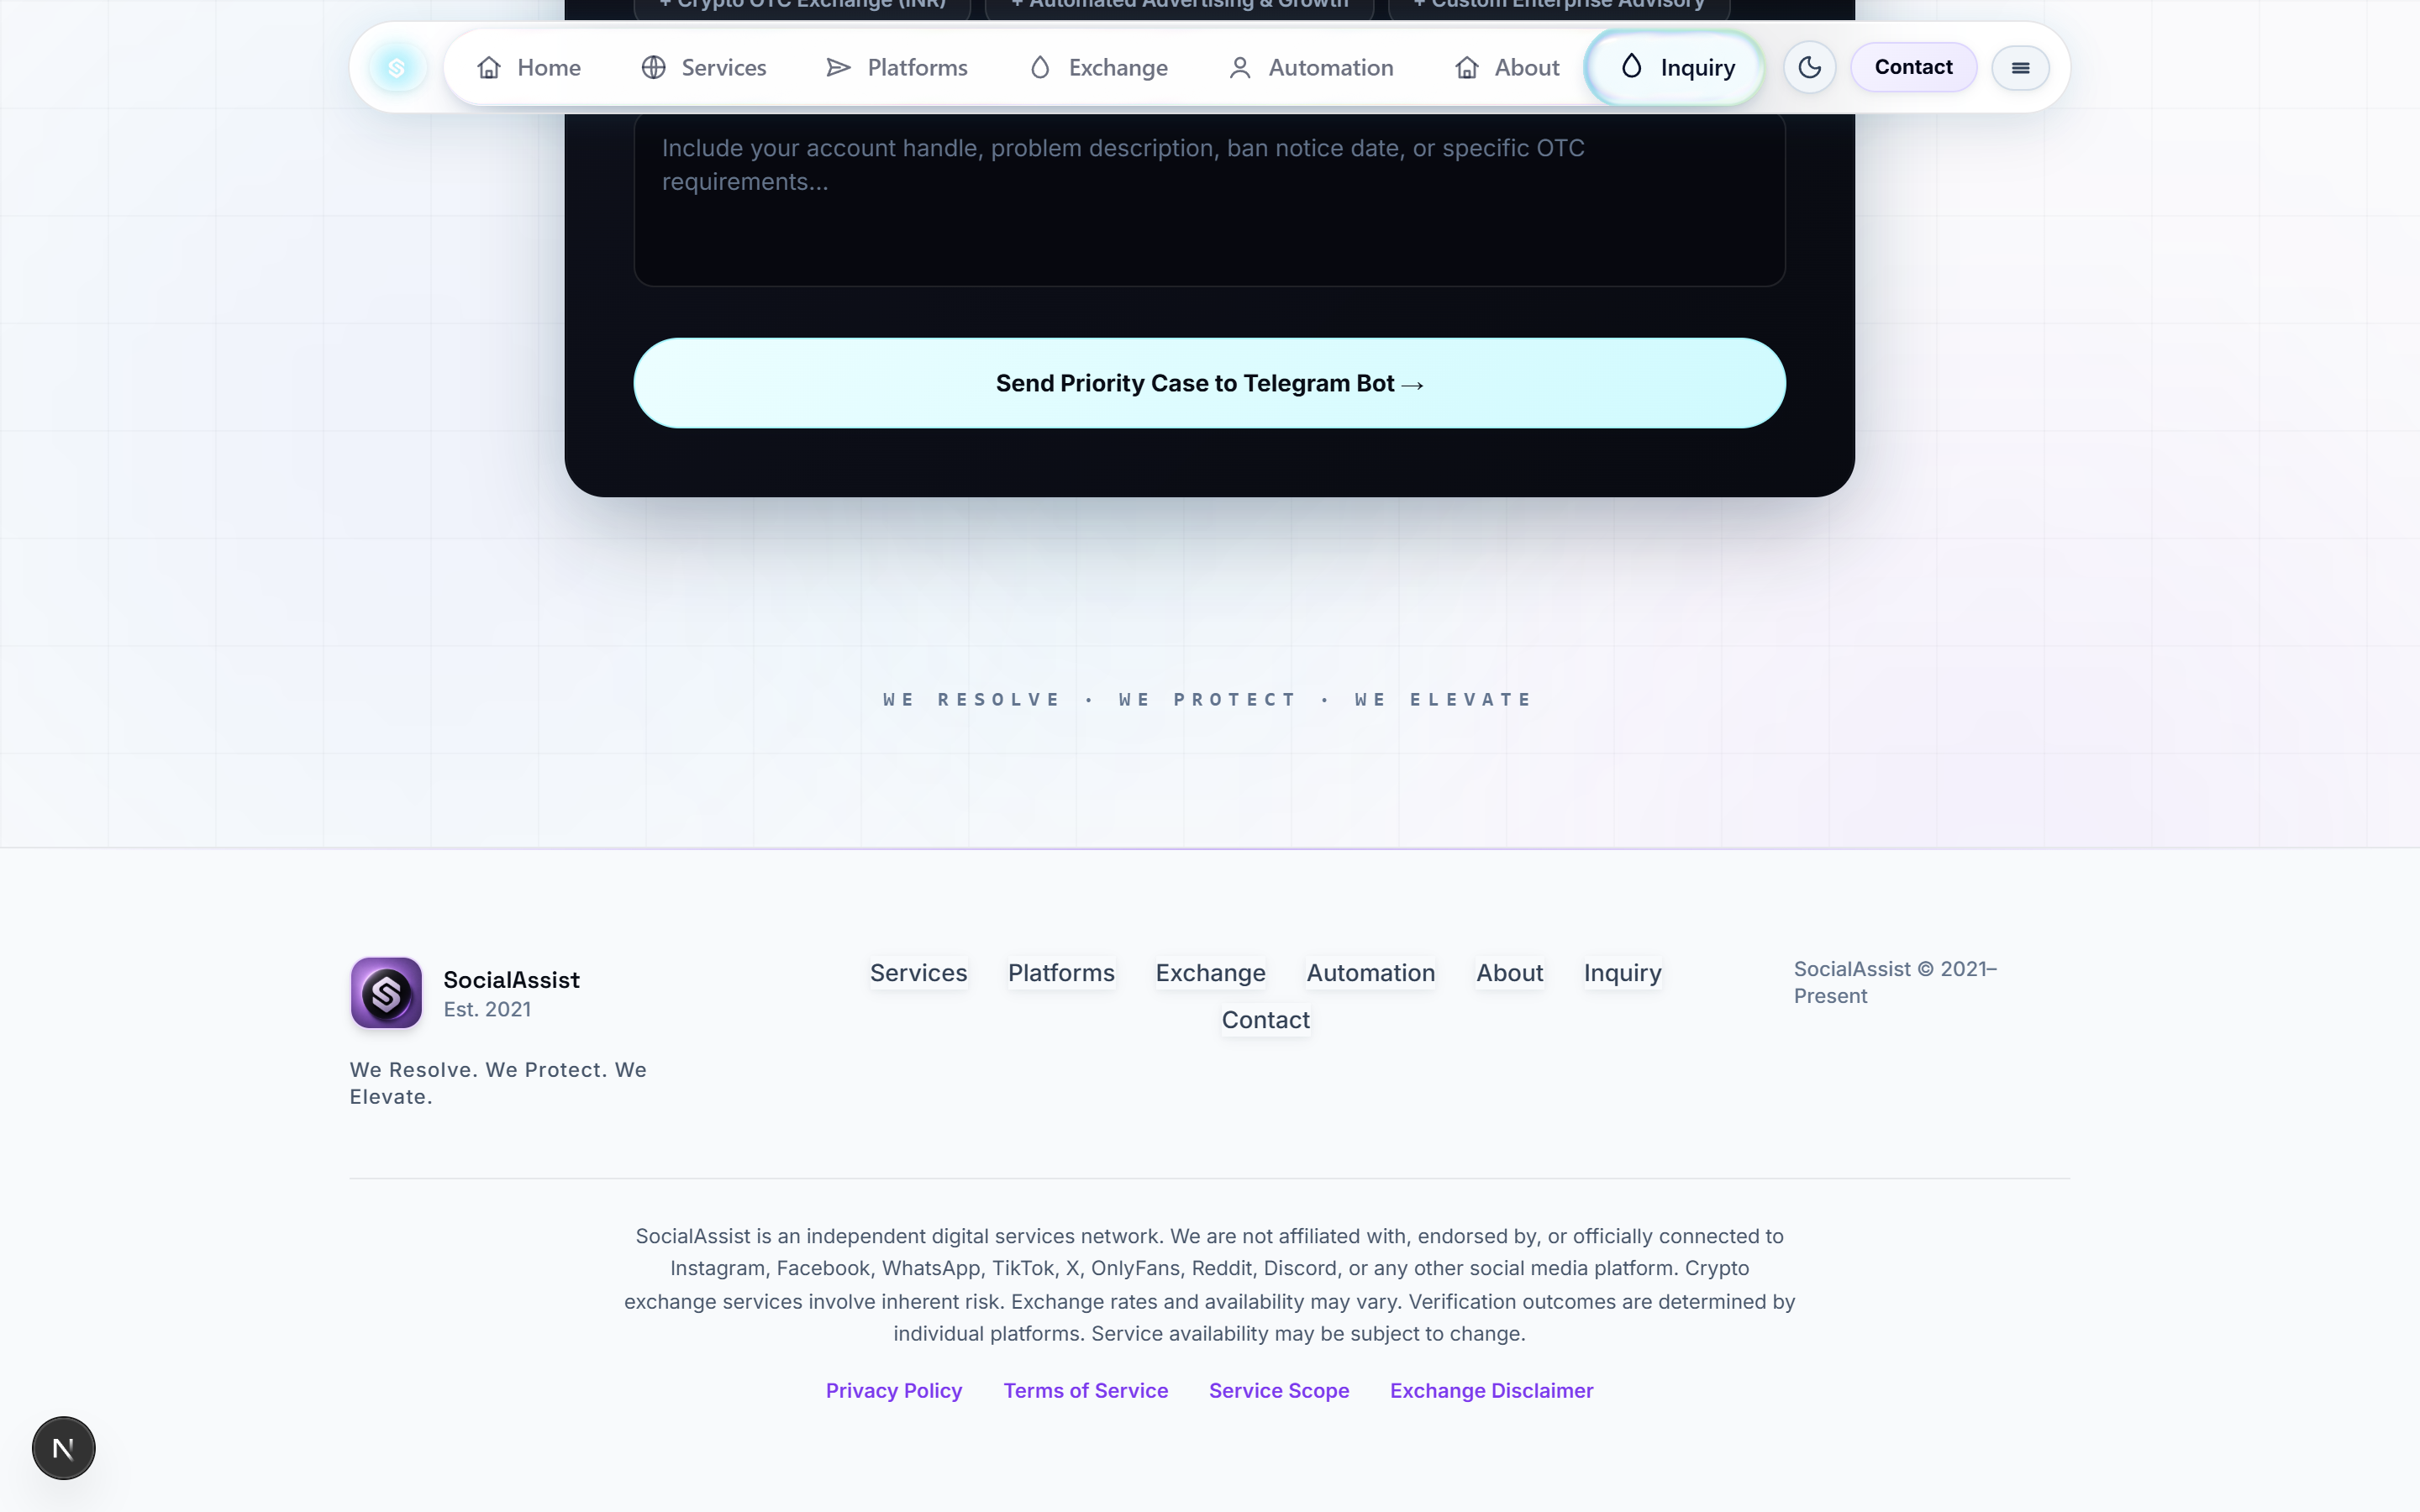 + Crypto OTC Exchange (INR)
+ Automated Advertising & Growth
+ Custom Enterprise Advisory
Home
Services
Platforms
Exchange
Automation
About
Inquiry
Contact
Include your account handle, problem description, ban notice date, or specific OTC
requirements...
Send Priority Case to Telegram Bot →
WE RESOLVE • WE PROTECT • WE ELEVATE
SocialAssist
Est. 2021
We Resolve. We Protect. We
Elevate.
Services
Platforms
Exchange
Automation
About
Inquiry
Contact
SocialAssist © 2021–
Present
SocialAssist is an independent digital services network. We are not affiliated with, endorsed by, or officially connected to
Instagram, Facebook, WhatsApp, TikTok, X, OnlyFans, Reddit, Discord, or any other social media platform. Crypto
exchange services involve inherent risk. Exchange rates and availability may vary. Verification outcomes are determined by
individual platforms. Service availability may be subject to change.
Privacy Policy
Terms of Service
Service Scope
Exchange Disclaimer
N